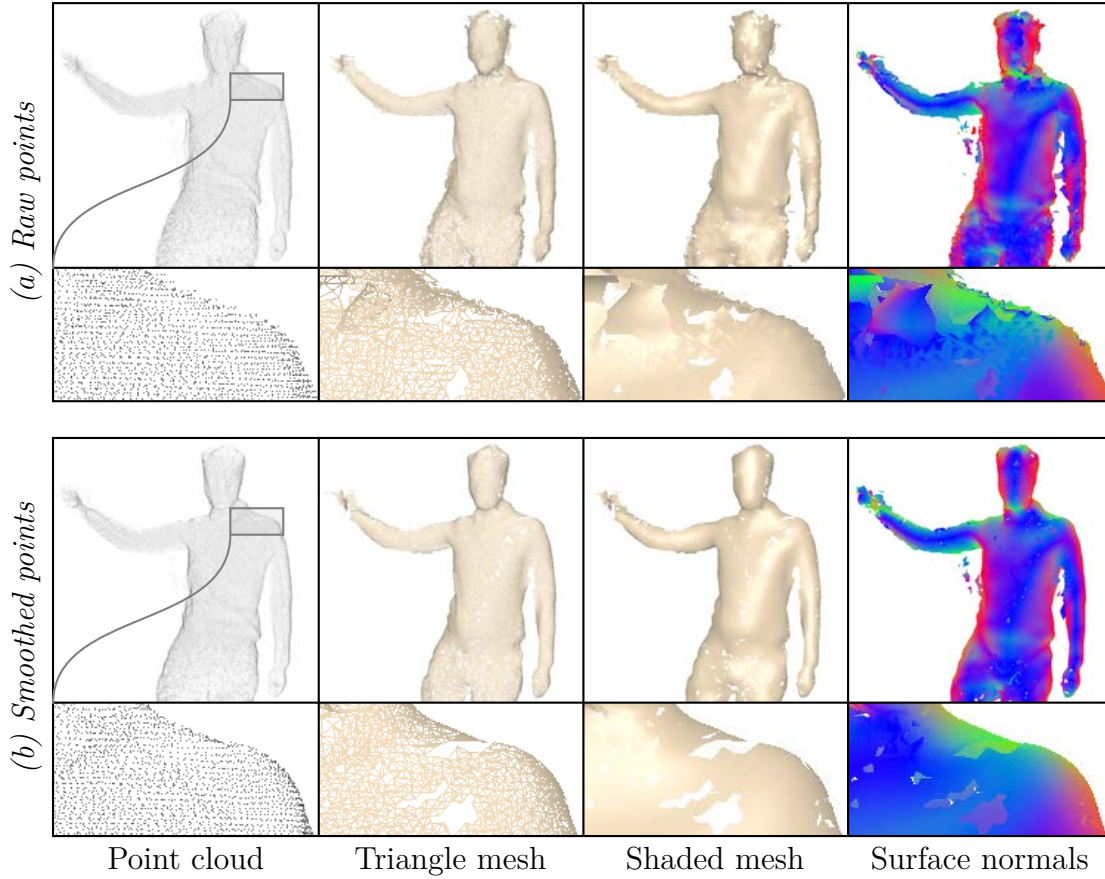 (a) Raw points
(b) Smoothed points
Point cloud
Triangle mesh
Shaded mesh
Surface normals